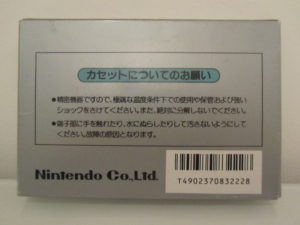 カセットについてのお願い
●精密機器ですので、極端な温度条件下での使用や保管および強い
ショックをさけてください。また、絶対に分解しないでください。
●端子部に手を触れたり、水にぬらしたりして汚さないようにして
ください。故障の原因となります。
Nintendo Co.,Ltd.
T4902370832228